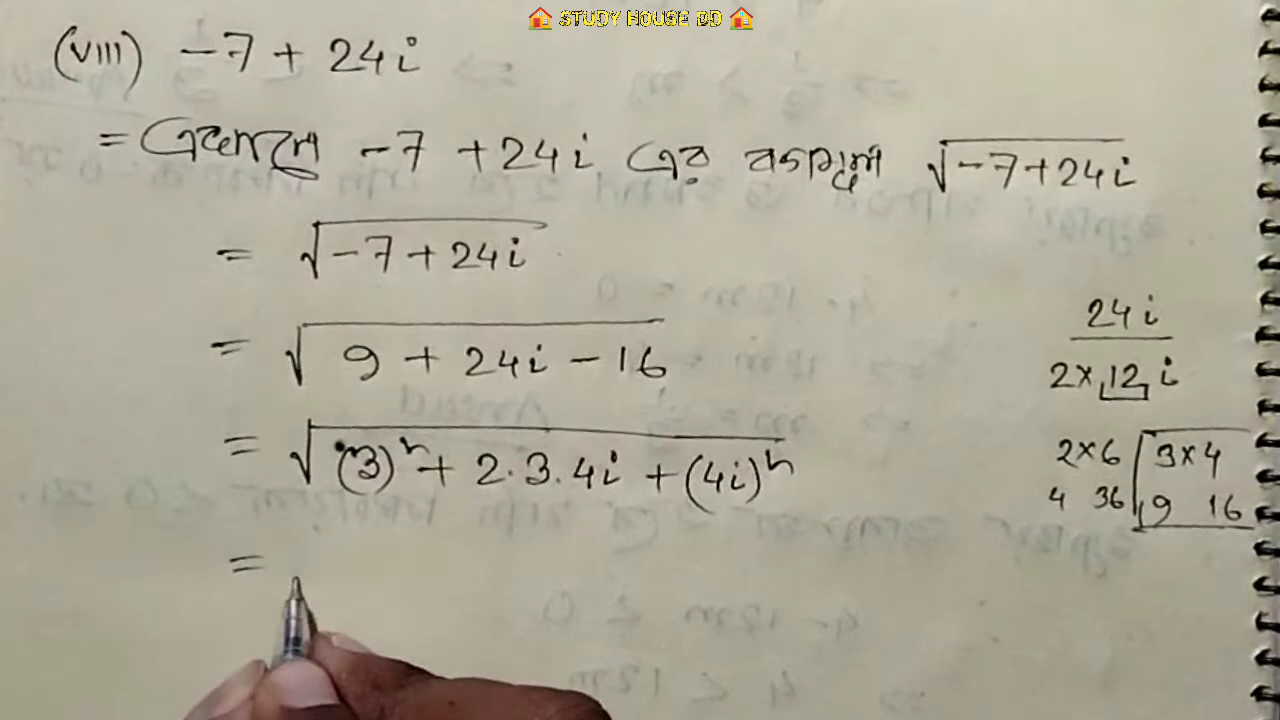 🏠 STUDY HOUSE BD 🏠
(VIII) -7 + 24i
= এখানে -7 + 24i এর বর্গমূল √-7+24i
= √-7 + 24i
= √9 + 24i - 16
= √(3)² + 2.3.4i + (4i)²
=
24i
2×12i
2×6 3×4
4 36 9 16